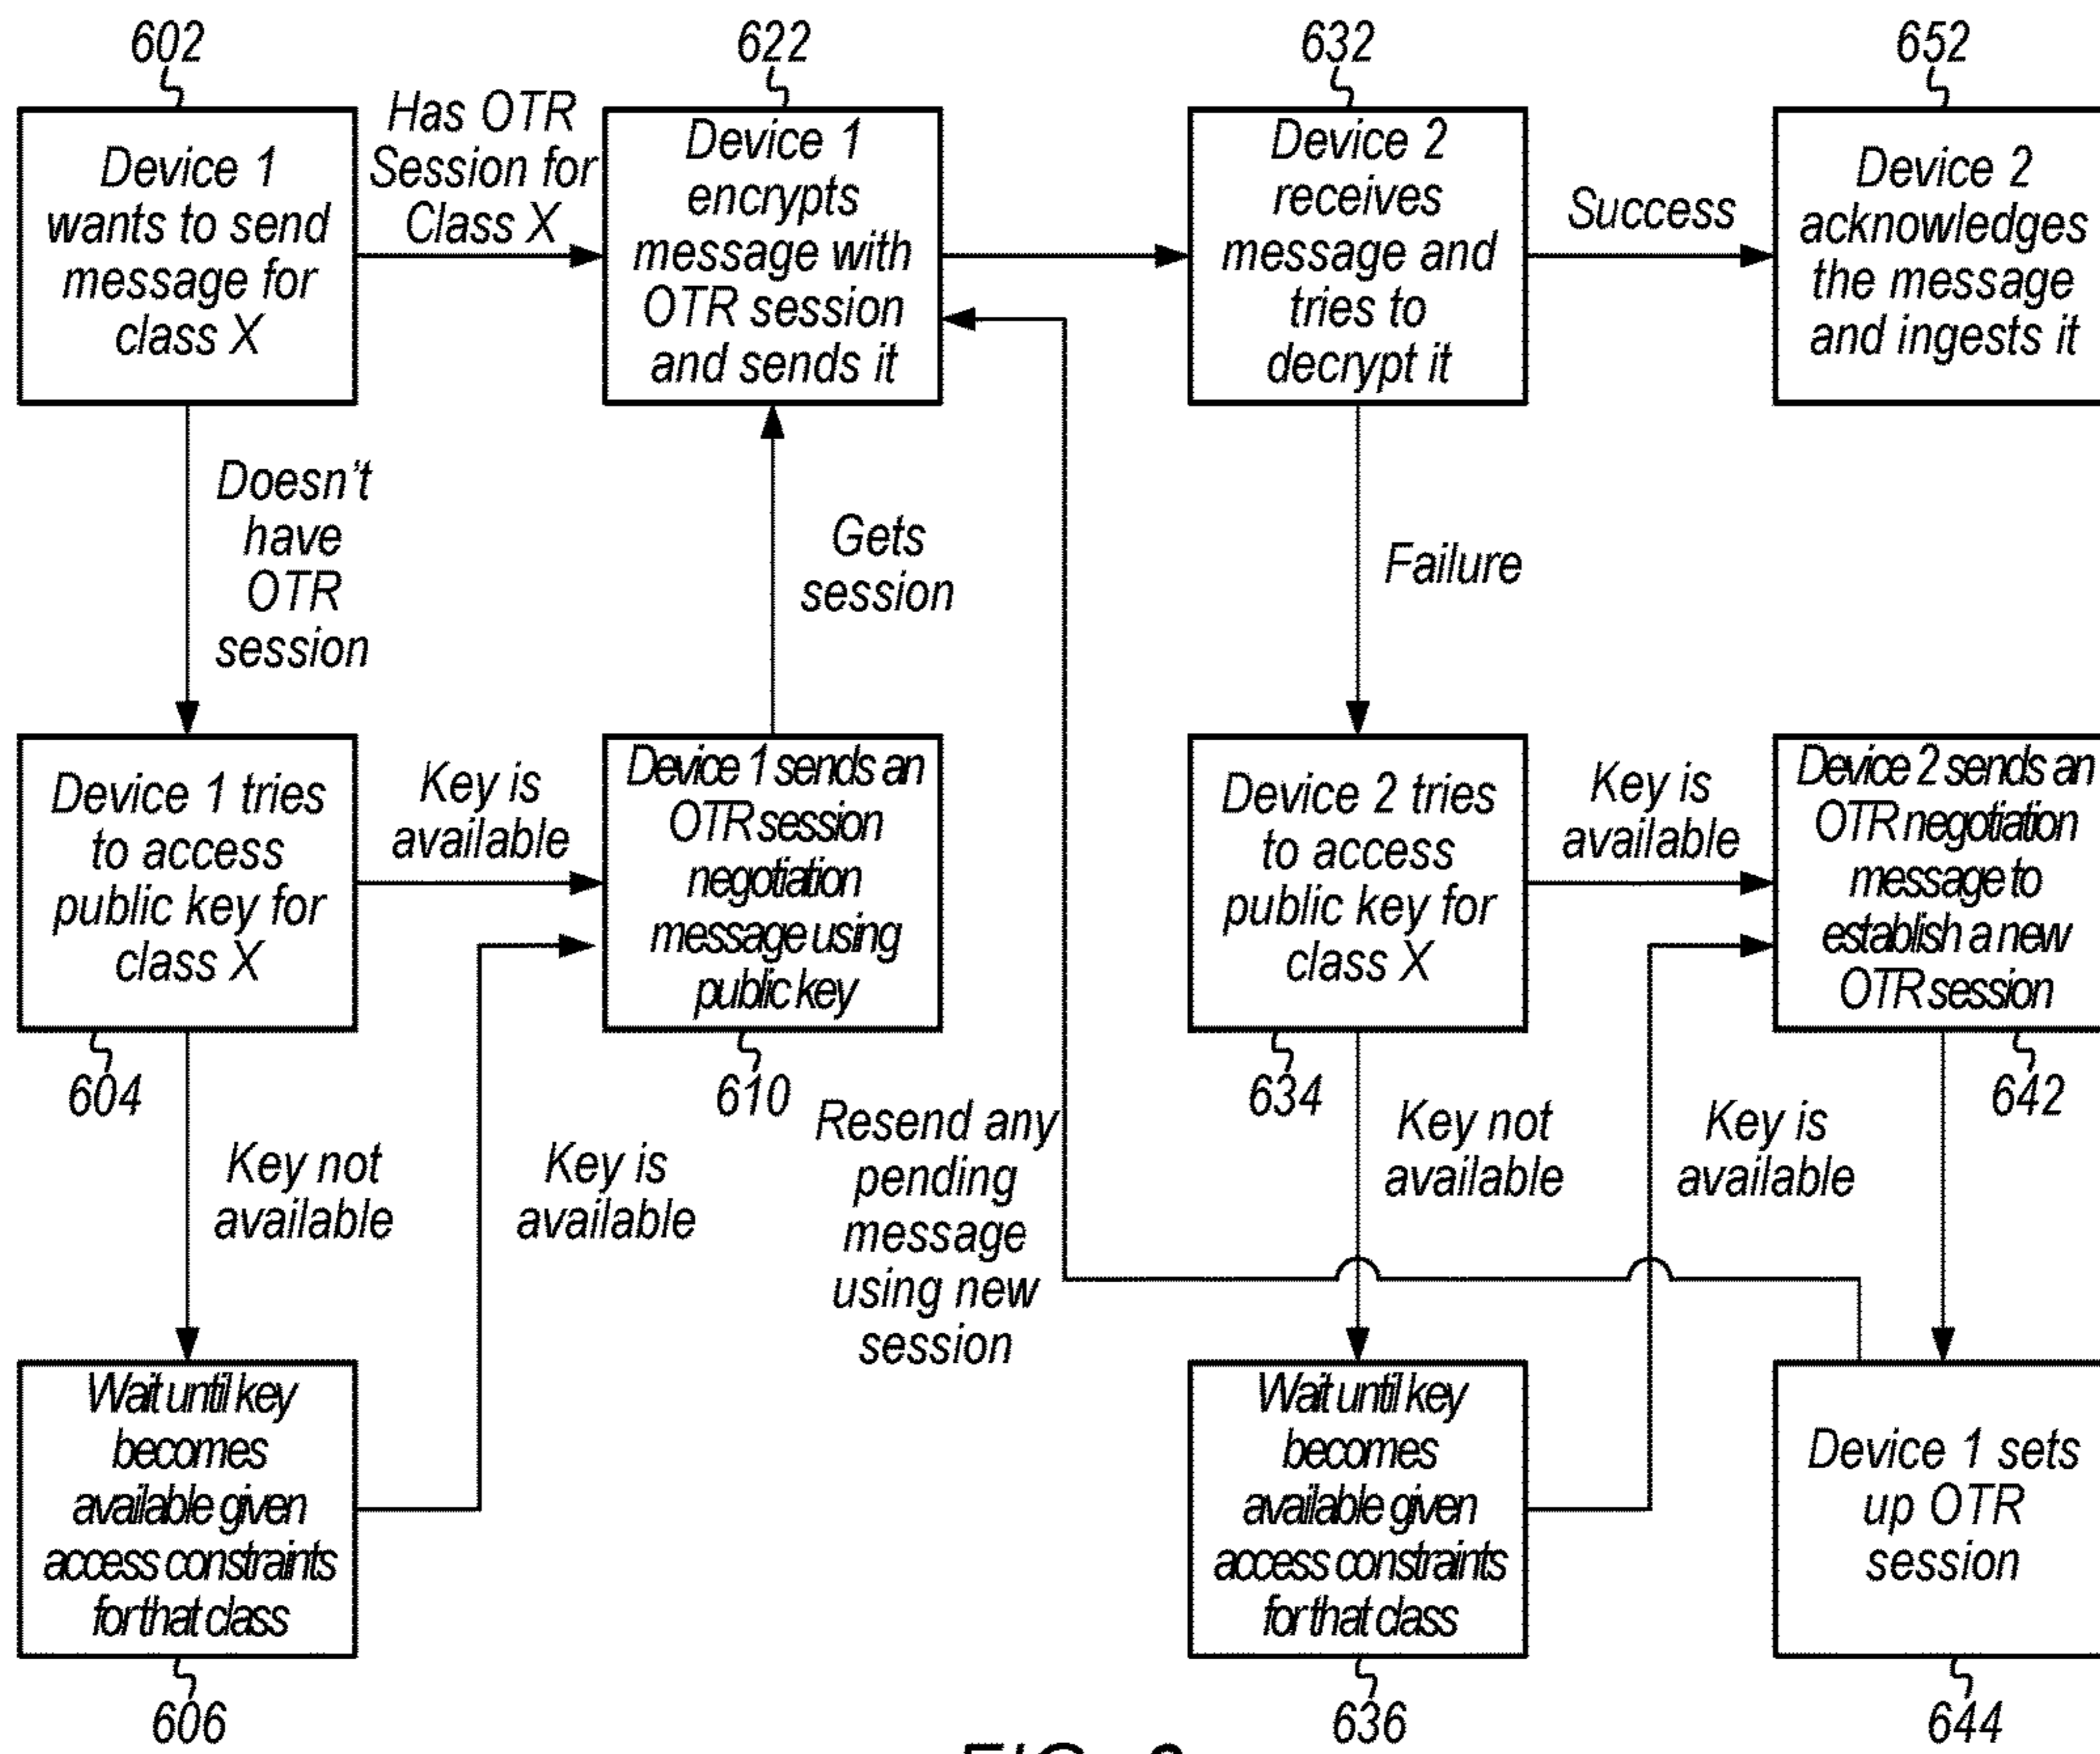 602
622
632
652
Device 1
wants to send
message for
class X
Has OTR
Session for
Class X
Device 1
encrypts
message with
OTR session
and sends it
Device 2
receives
message and
tries to
decrypt it
Success
Device 2
acknowledges
the message
and ingests it
Doesn't
have
OTR
session
Gets
session
Failure
Device 1 tries
to access
public key for
class X
Key is
available
Device 1 sends an
OTR session
negotiation
message using
public key
Device 2 tries
to access
public key for
class X
Key is
available
Device 2 sends an
OTR negotiation
message to
establish a new
OTR session
604
610
634
642
Key not
available
Key is
available
Resend any
pending
message
using new
session
Key not
available
Key is
available
Wait until key
becomes
available given
access constraints
for that class
Wait until key
becomes
available given
access constraints
for that class
Device 1 sets
up OTR
session
606
636
644